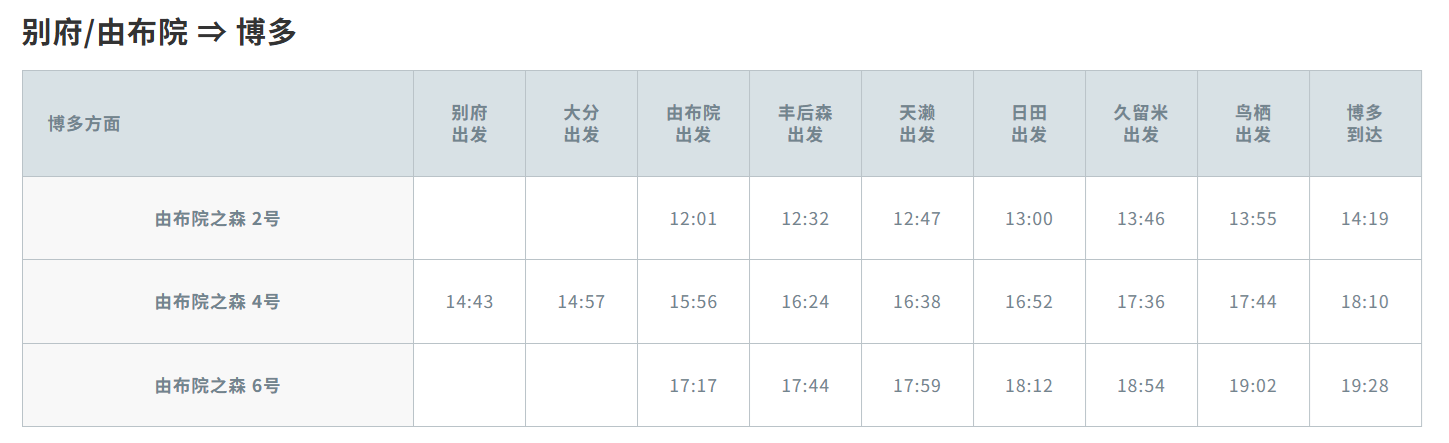 别府/由布院 ⇒ 博多
博多方面 别府 大分 由布院 丰后森 天濑 日田 久留米 鸟栖 博多
出发 出发 出发 出发 出发 出发 出发 出发 到达
由布院之森 2号 12:01 12:32 12:47 13:00 13:46 13:55 14:19
由布院之森 4号 14:43 14:57 15:56 16:24 16:38 16:52 17:36 17:44 18:10
由布院之森 6号 17:17 17:44 17:59 18:12 18:54 19:02 19:28